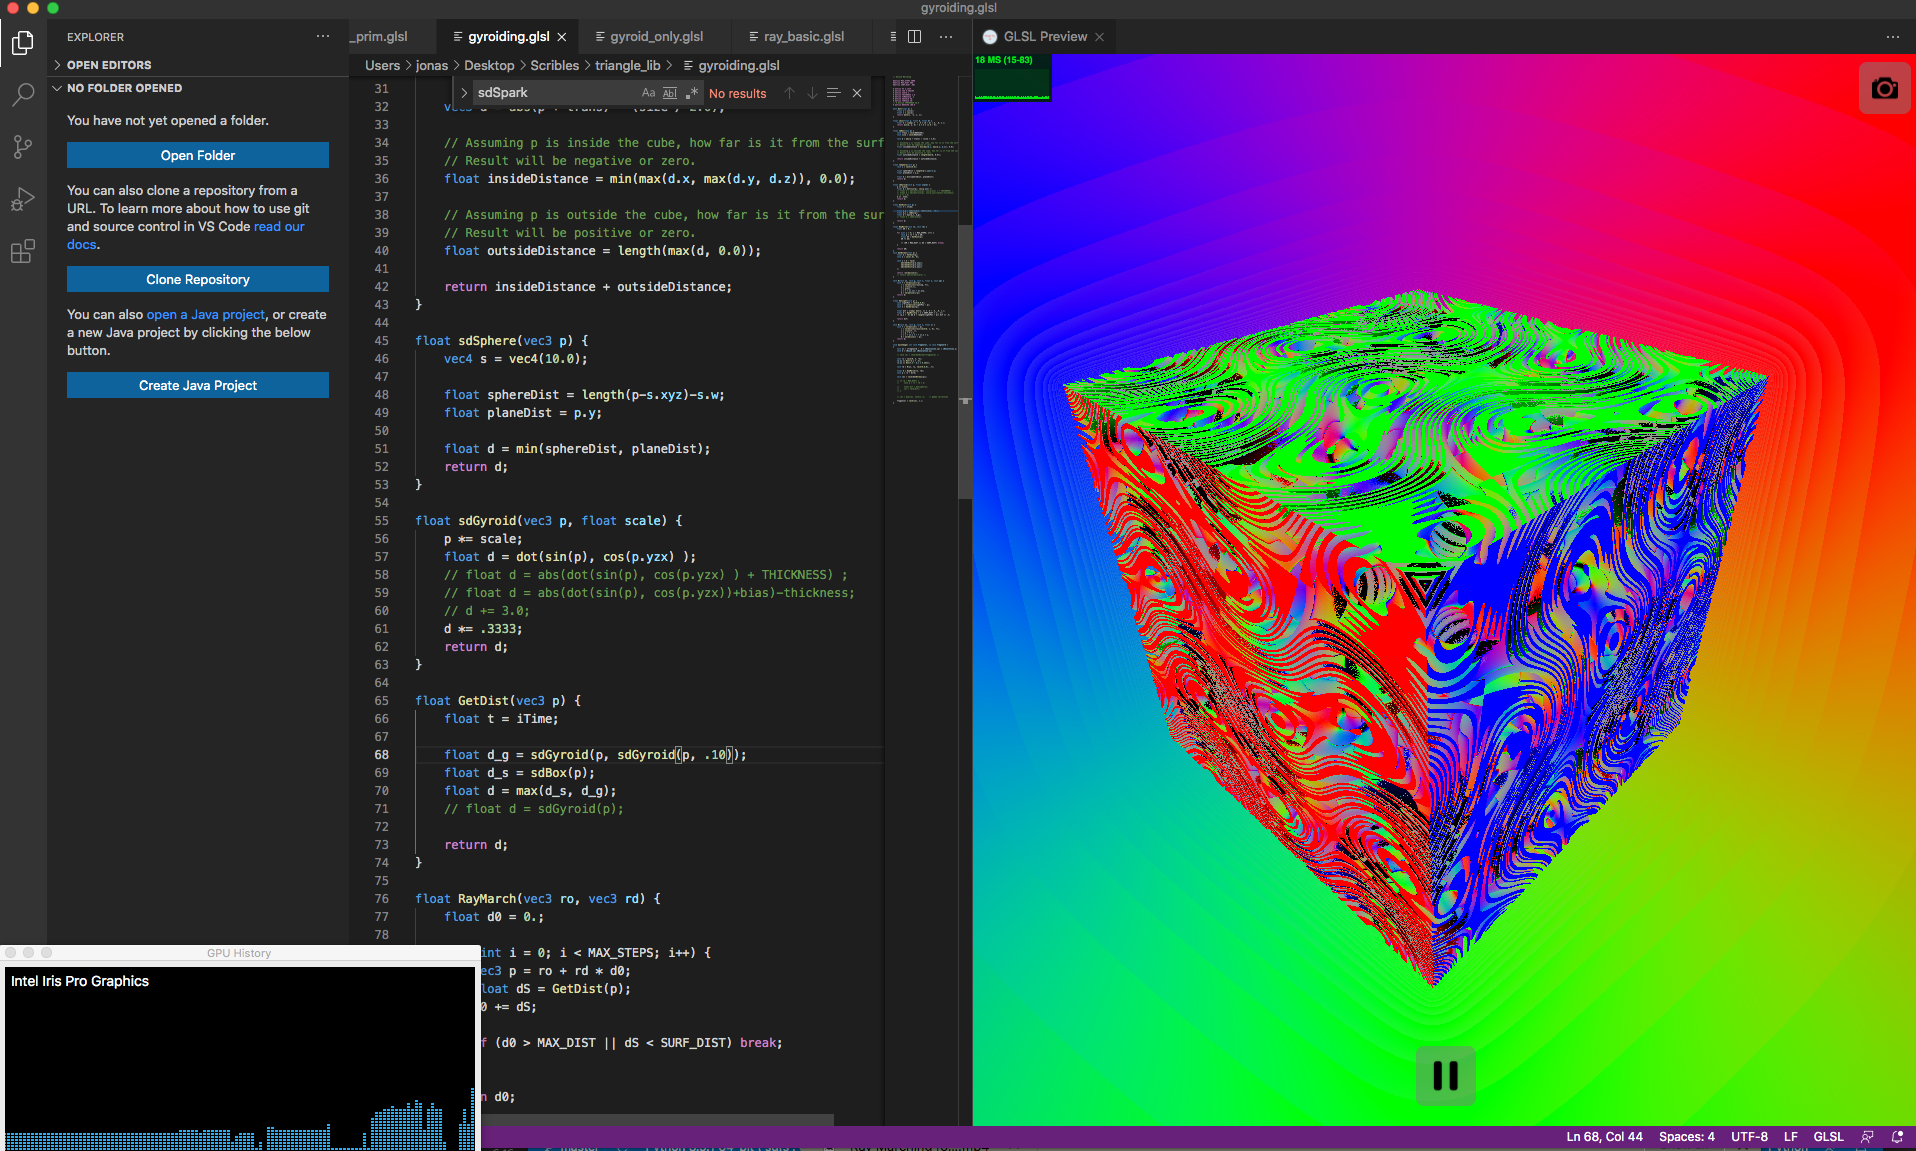 gyroiding.glsl
EXPLORER
OPEN EDITORS
NO FOLDER OPENED
You have not yet opened a folder.
Open Folder
You can also clone a repository from a
URL. To learn more about how to use git
and source control in VS Code read our
docs.
Clone Repository
You can also open a Java project, or create
a new Java project by clicking the below
button.
Create Java Project
_prim.glsl
gyroiding.glsl
gyroid_only.glsl
ray_basic.glsl
Users > jonas > Desktop > Scribles > triangle_lib > gyroiding.glsl
sdSpark
Aa
Abl
No results
31
32
33
34 // Assuming p is inside the cube, how far is it from the surf
35 // Result will be negative or zero.
36 float insideDistance = min(max(d.x, max(d.y, d.z)), 0.0);
37
38 // Assuming p is outside the cube, how far is it from the sur
39 // Result will be positive or zero.
40 float outsideDistance = length(max(d, 0.0));
41
42 return insideDistance + outsideDistance;
43 }
44
45 float sdSphere(vec3 p) {
46 vec4 s = vec4(10.0);
47
48 float sphereDist = length(p-s.xyz)-s.w;
49 float planeDist = p.y;
50
51 float d = min(sphereDist, planeDist);
52 return d;
53 }
54
55 float sdGyroid(vec3 p, float scale) {
56 p *= scale;
57 float d = dot(sin(p), cos(p.yzx) );
58 // float d = abs(dot(sin(p), cos(p.yzx) ) + THICKNESS) ;
59 // float d = abs(dot(sin(p), cos(p.yzx))+bias)-thickness;
60 // d += 3.0;
61 d *= .3333;
62 return d;
63 }
64
65 float GetDist(vec3 p) {
66 float t = iTime;
67
68 float d_g = sdGyroid(p, sdGyroid(p, .10));
69 float d_s = sdBox(p);
70 float d = max(d_s, d_g);
71 // float d = sdGyroid(p);
72
73 return d;
74 }
75
76 float RayMarch(vec3 ro, vec3 rd) {
77 float d0 = 0.;
78
int i = 0; i < MAX_STEPS; i++) {
ec3 p = ro + rd * d0;
loat dS = GetDist(p);
0 += dS;
f (d0 > MAX_DIST || dS < SURF_DIST) break;
n d0;
GPU History
Intel Iris Pro Graphics
GLSL Preview
18 MS (15-83)
Ln 68, Col 44
Spaces: 4
UTF-8
LF
GLSL